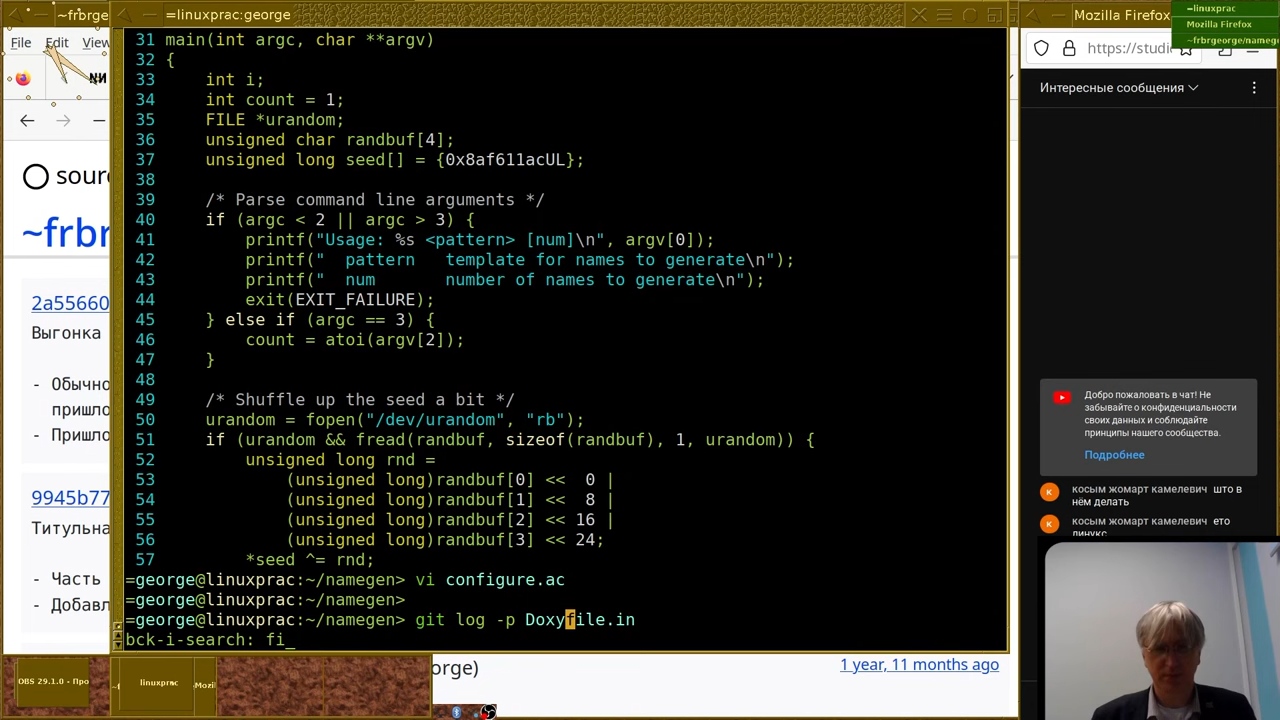 ~frbrge
=linuxprac:george
Mozilla Firefox
=linuxprac
Mozilla Firefox
~frbrgeorge/nameg
File Edit View
https://studi
Интересные сообщения
31 main(int argc, char **argv)
32 {
33     int i;
34     int count = 1;
35     FILE *urandom;
36     unsigned char randbuf[4];
37     unsigned long seed[] = {0x8af611acUL};
38
39     /* Parse command line arguments */
40     if (argc < 2 || argc > 3) {
41         printf("Usage: %s <pattern> [num]\n", argv[0]);
42         printf("  pattern   template for names to generate\n");
43         printf("  num       number of names to generate\n");
44         exit(EXIT_FAILURE);
45     } else if (argc == 3) {
46         count = atoi(argv[2]);
47     }
48
49     /* Shuffle up the seed a bit */
50     urandom = fopen("/dev/urandom", "rb");
51     if (urandom && fread(randbuf, sizeof(randbuf), 1, urandom)) {
52         unsigned long rnd =
53             (unsigned long)randbuf[0] <<  0 |
54             (unsigned long)randbuf[1] <<  8 |
55             (unsigned long)randbuf[2] << 16 |
56             (unsigned long)randbuf[3] << 24;
57         *seed ^= rnd;
=george@linuxprac:~/namegen> vi configure.ac
=george@linuxprac:~/namegen>
=george@linuxprac:~/namegen> git log -p Doxyfile.in
bck-i-search: fi_
sour
~frbr
2a55660
Выгонка
- Обычно
пришло
- Пришло
9945b77
Титульна
- Часть
- Добавл
orge)
1 year, 11 months ago
Добро пожаловать в чат! Не
забывайте о конфиденциальности
своих данных и соблюдайте
принципы нашего сообщества.
Подробнее
косым жомарт камелевич што в
нём делать
косым жомарт камелевич ето
линукс
OBS 29.1.0 - Про
linuxprac
Mozil